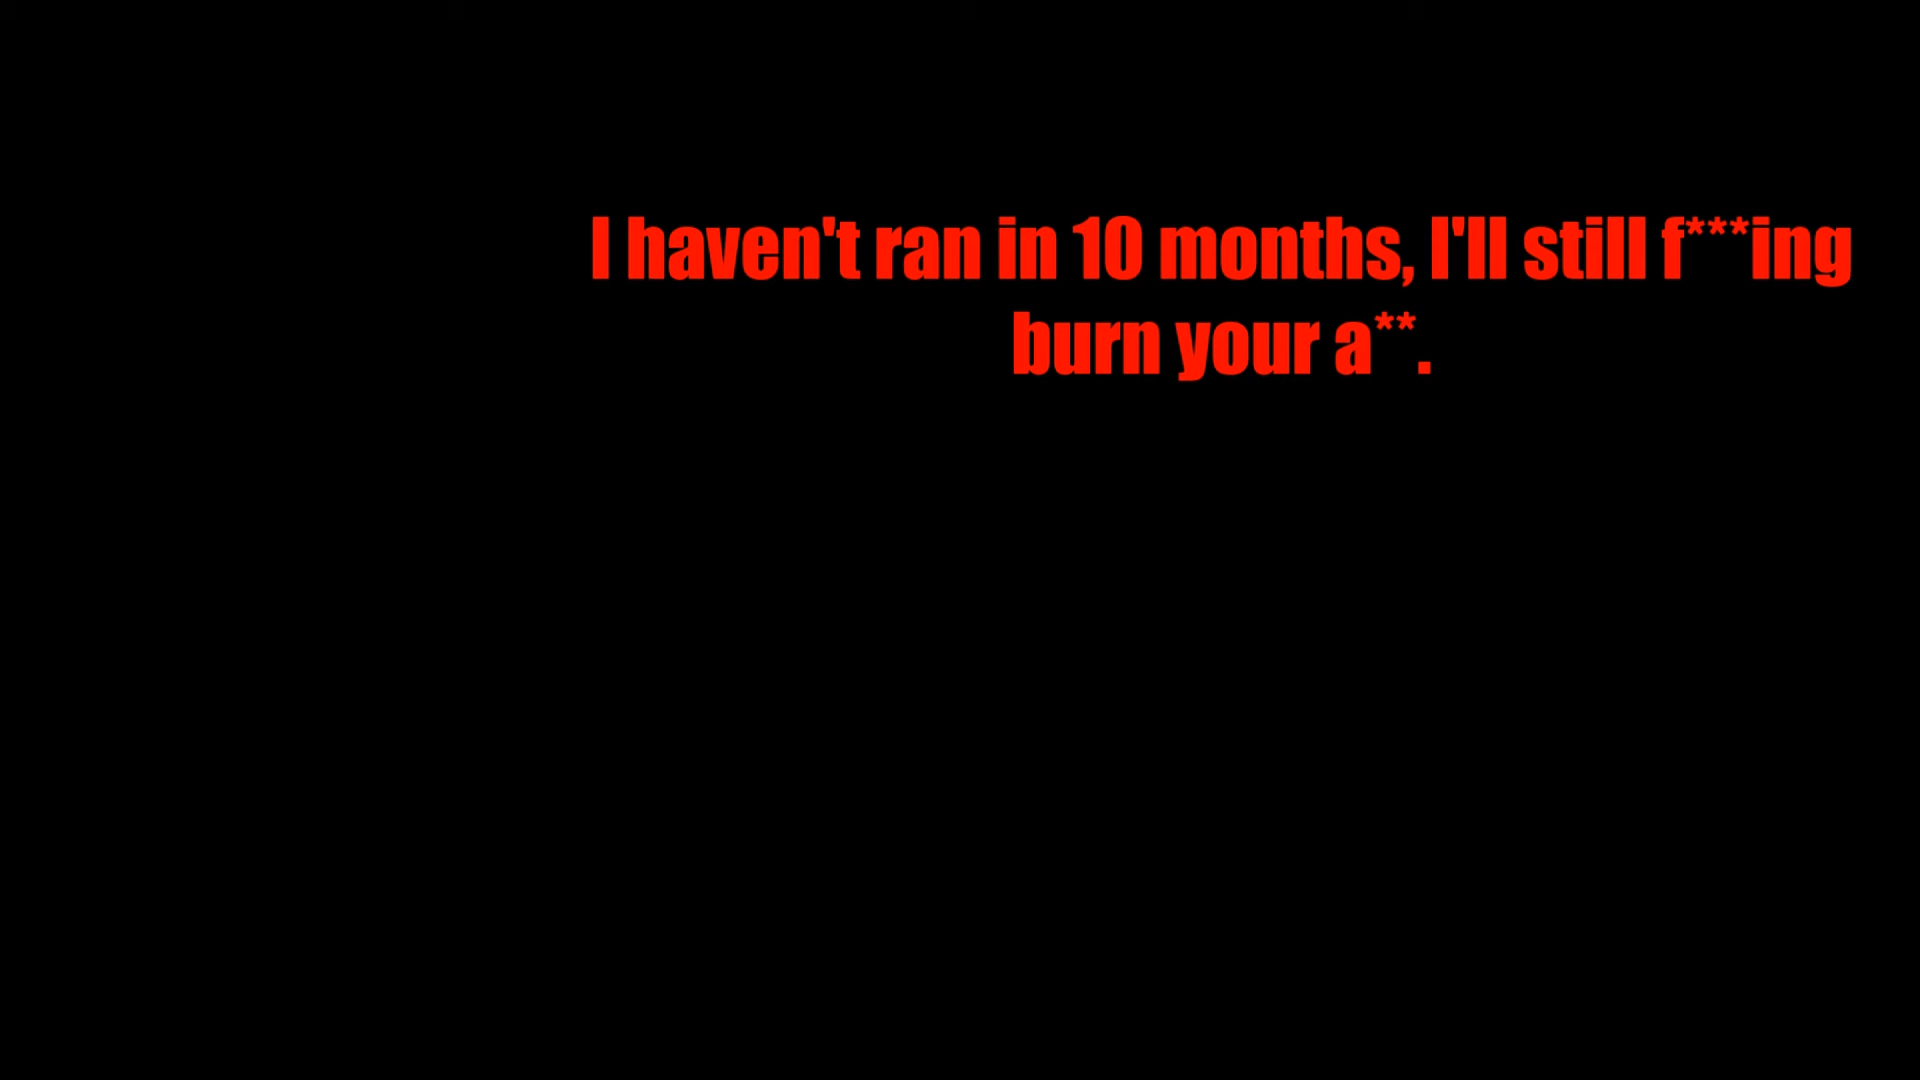 I haven't ran in 10 months, I'll still f***ing
burn your a**.